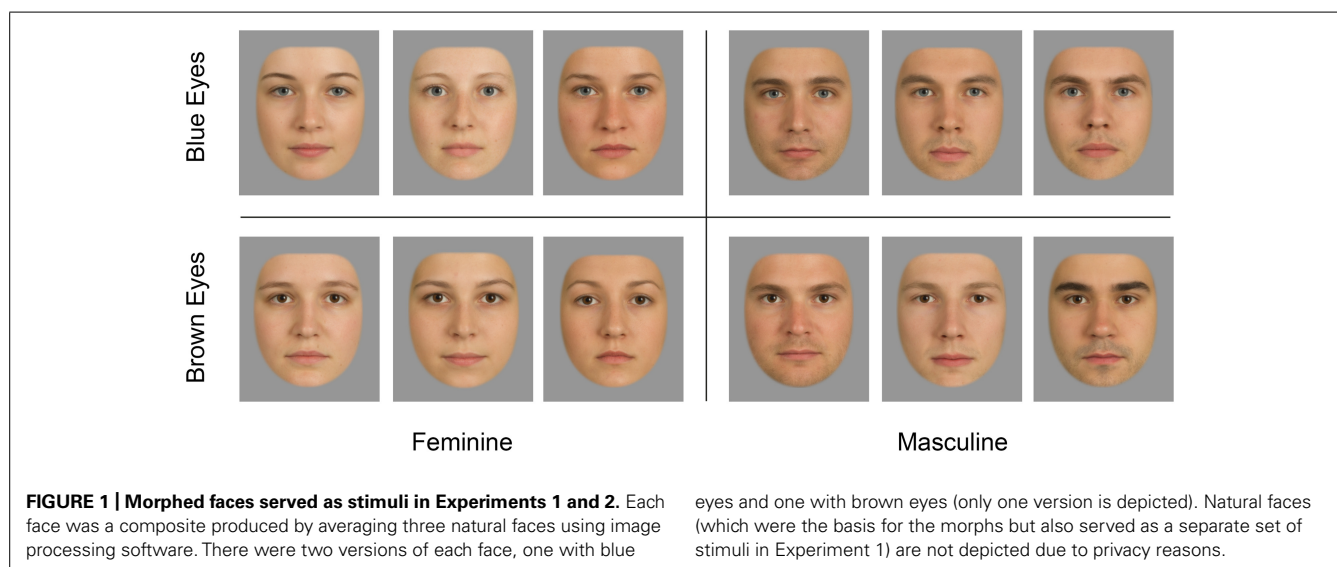 Blue Eyes
Brown Eyes
Feminine
Masculine
FIGURE 1 | Morphed faces served as stimuli in Experiments 1 and 2. Each
face was a composite produced by averaging three natural faces using image
processing software. There were two versions of each face, one with blue
eyes and one with brown eyes (only one version is depicted). Natural faces
(which were the basis for the morphs but also served as a separate set of
stimuli in Experiment 1) are not depicted due to privacy reasons.